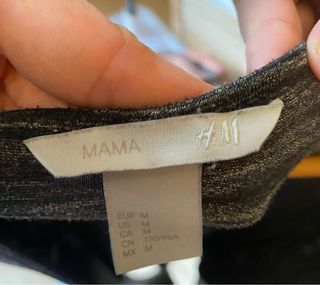 MAMA H&M
EUR M
US M
CA M
CN 170/96A
MX M